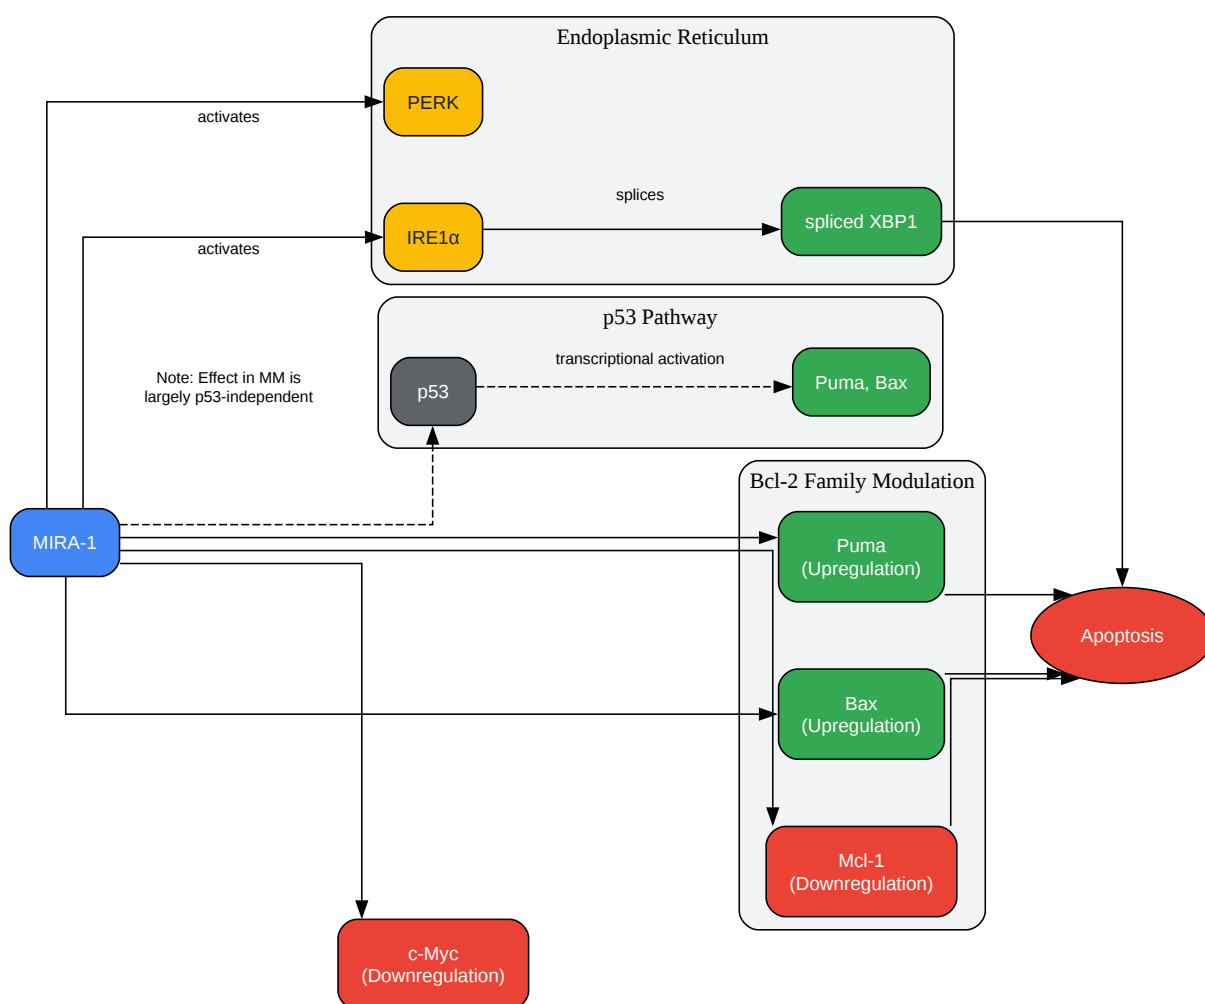 Endoplasmic Reticulum
PERK
activates
IRE1α
activates
splices
spliced XBP1
p53 Pathway
p53
transcriptional activation
Puma, Bax
Note: Effect in MM is
largely p53-independent
MIRA-1
Bcl-2 Family Modulation
Puma
(Upregulation)
Bax
(Upregulation)
Mcl-1
(Downregulation)
Apoptosis
c-Myc
(Downregulation)